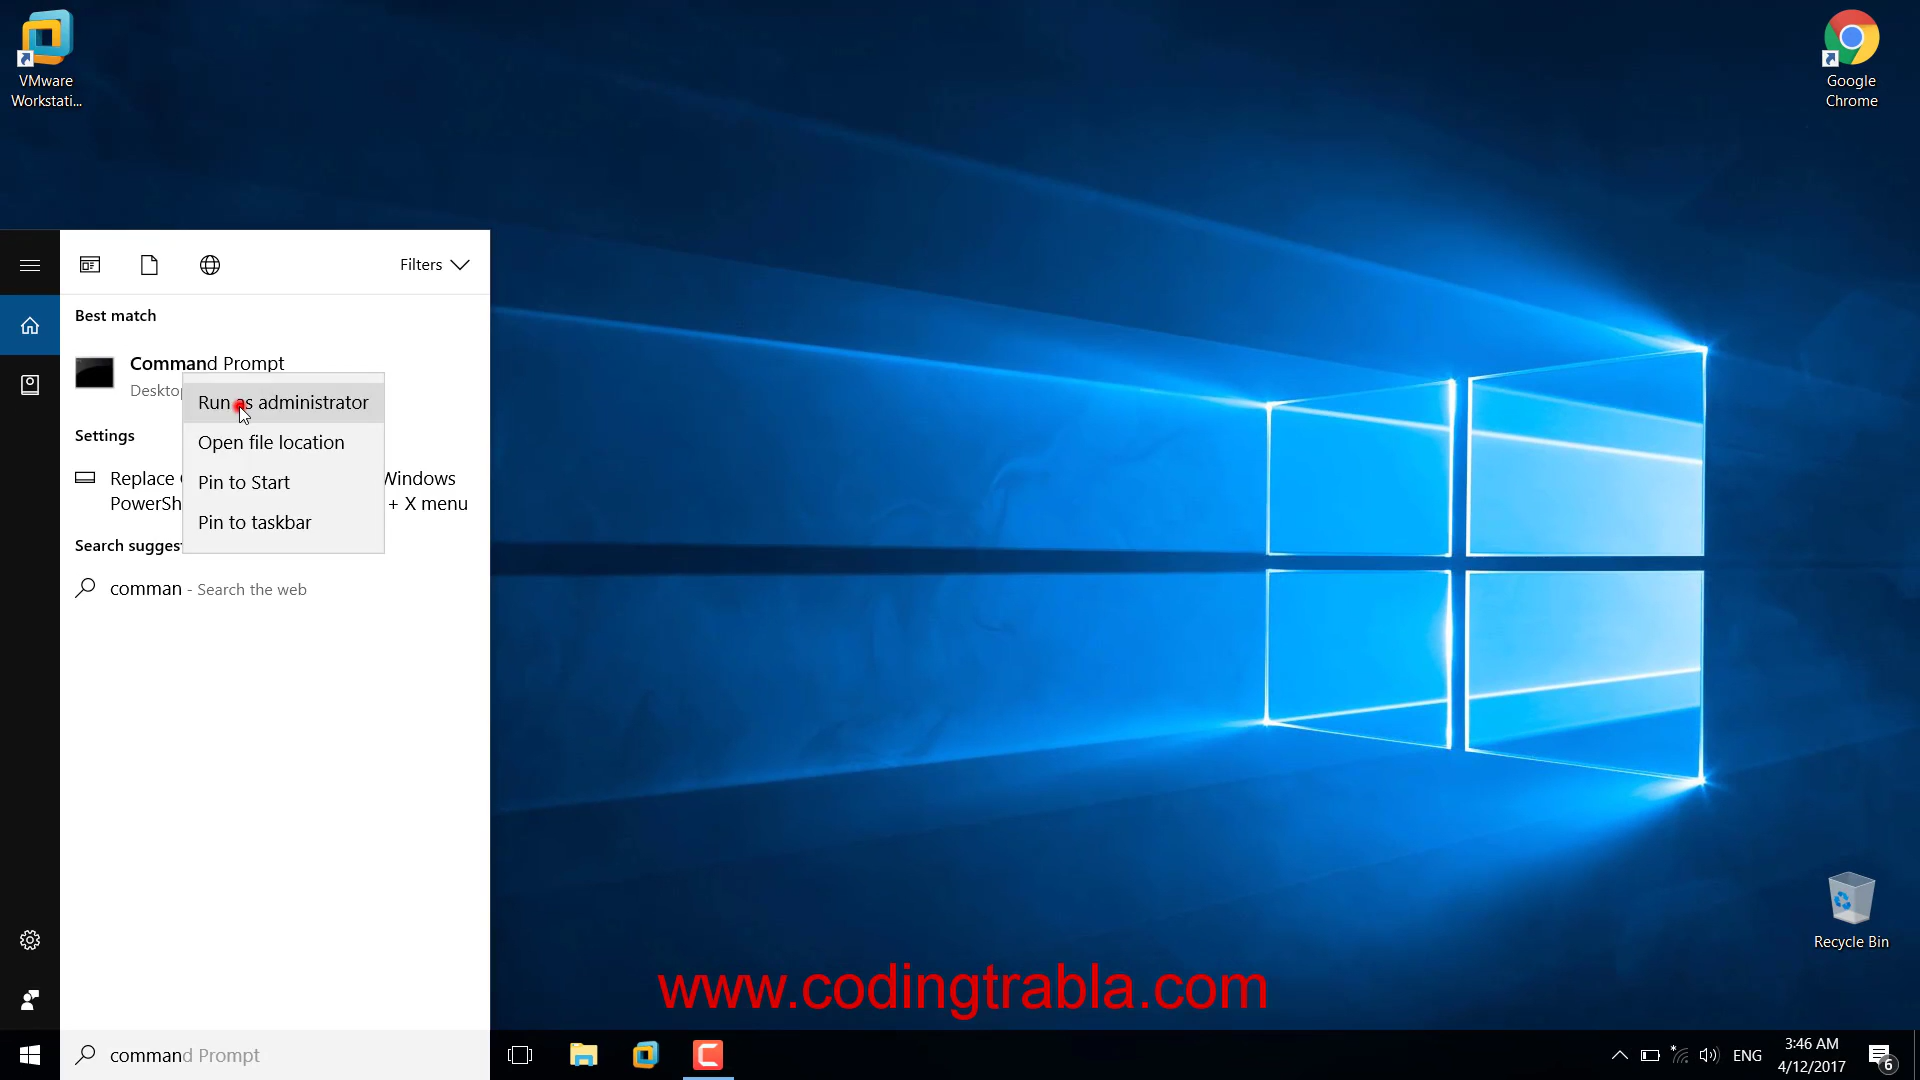 VMware
Workstati...
Google
Chrome
Filters
Best match
Command Prompt
Deskto
Run as administrator
Settings
Open file location
Replace Windows
Pin to Start
PowerSh + X menu
Pin to taskbar
Search sugges
comman - Search the web
Recycle Bin
www.codingtrabla.com
command Prompt
ENG
3:46 AM
4/12/2017
6